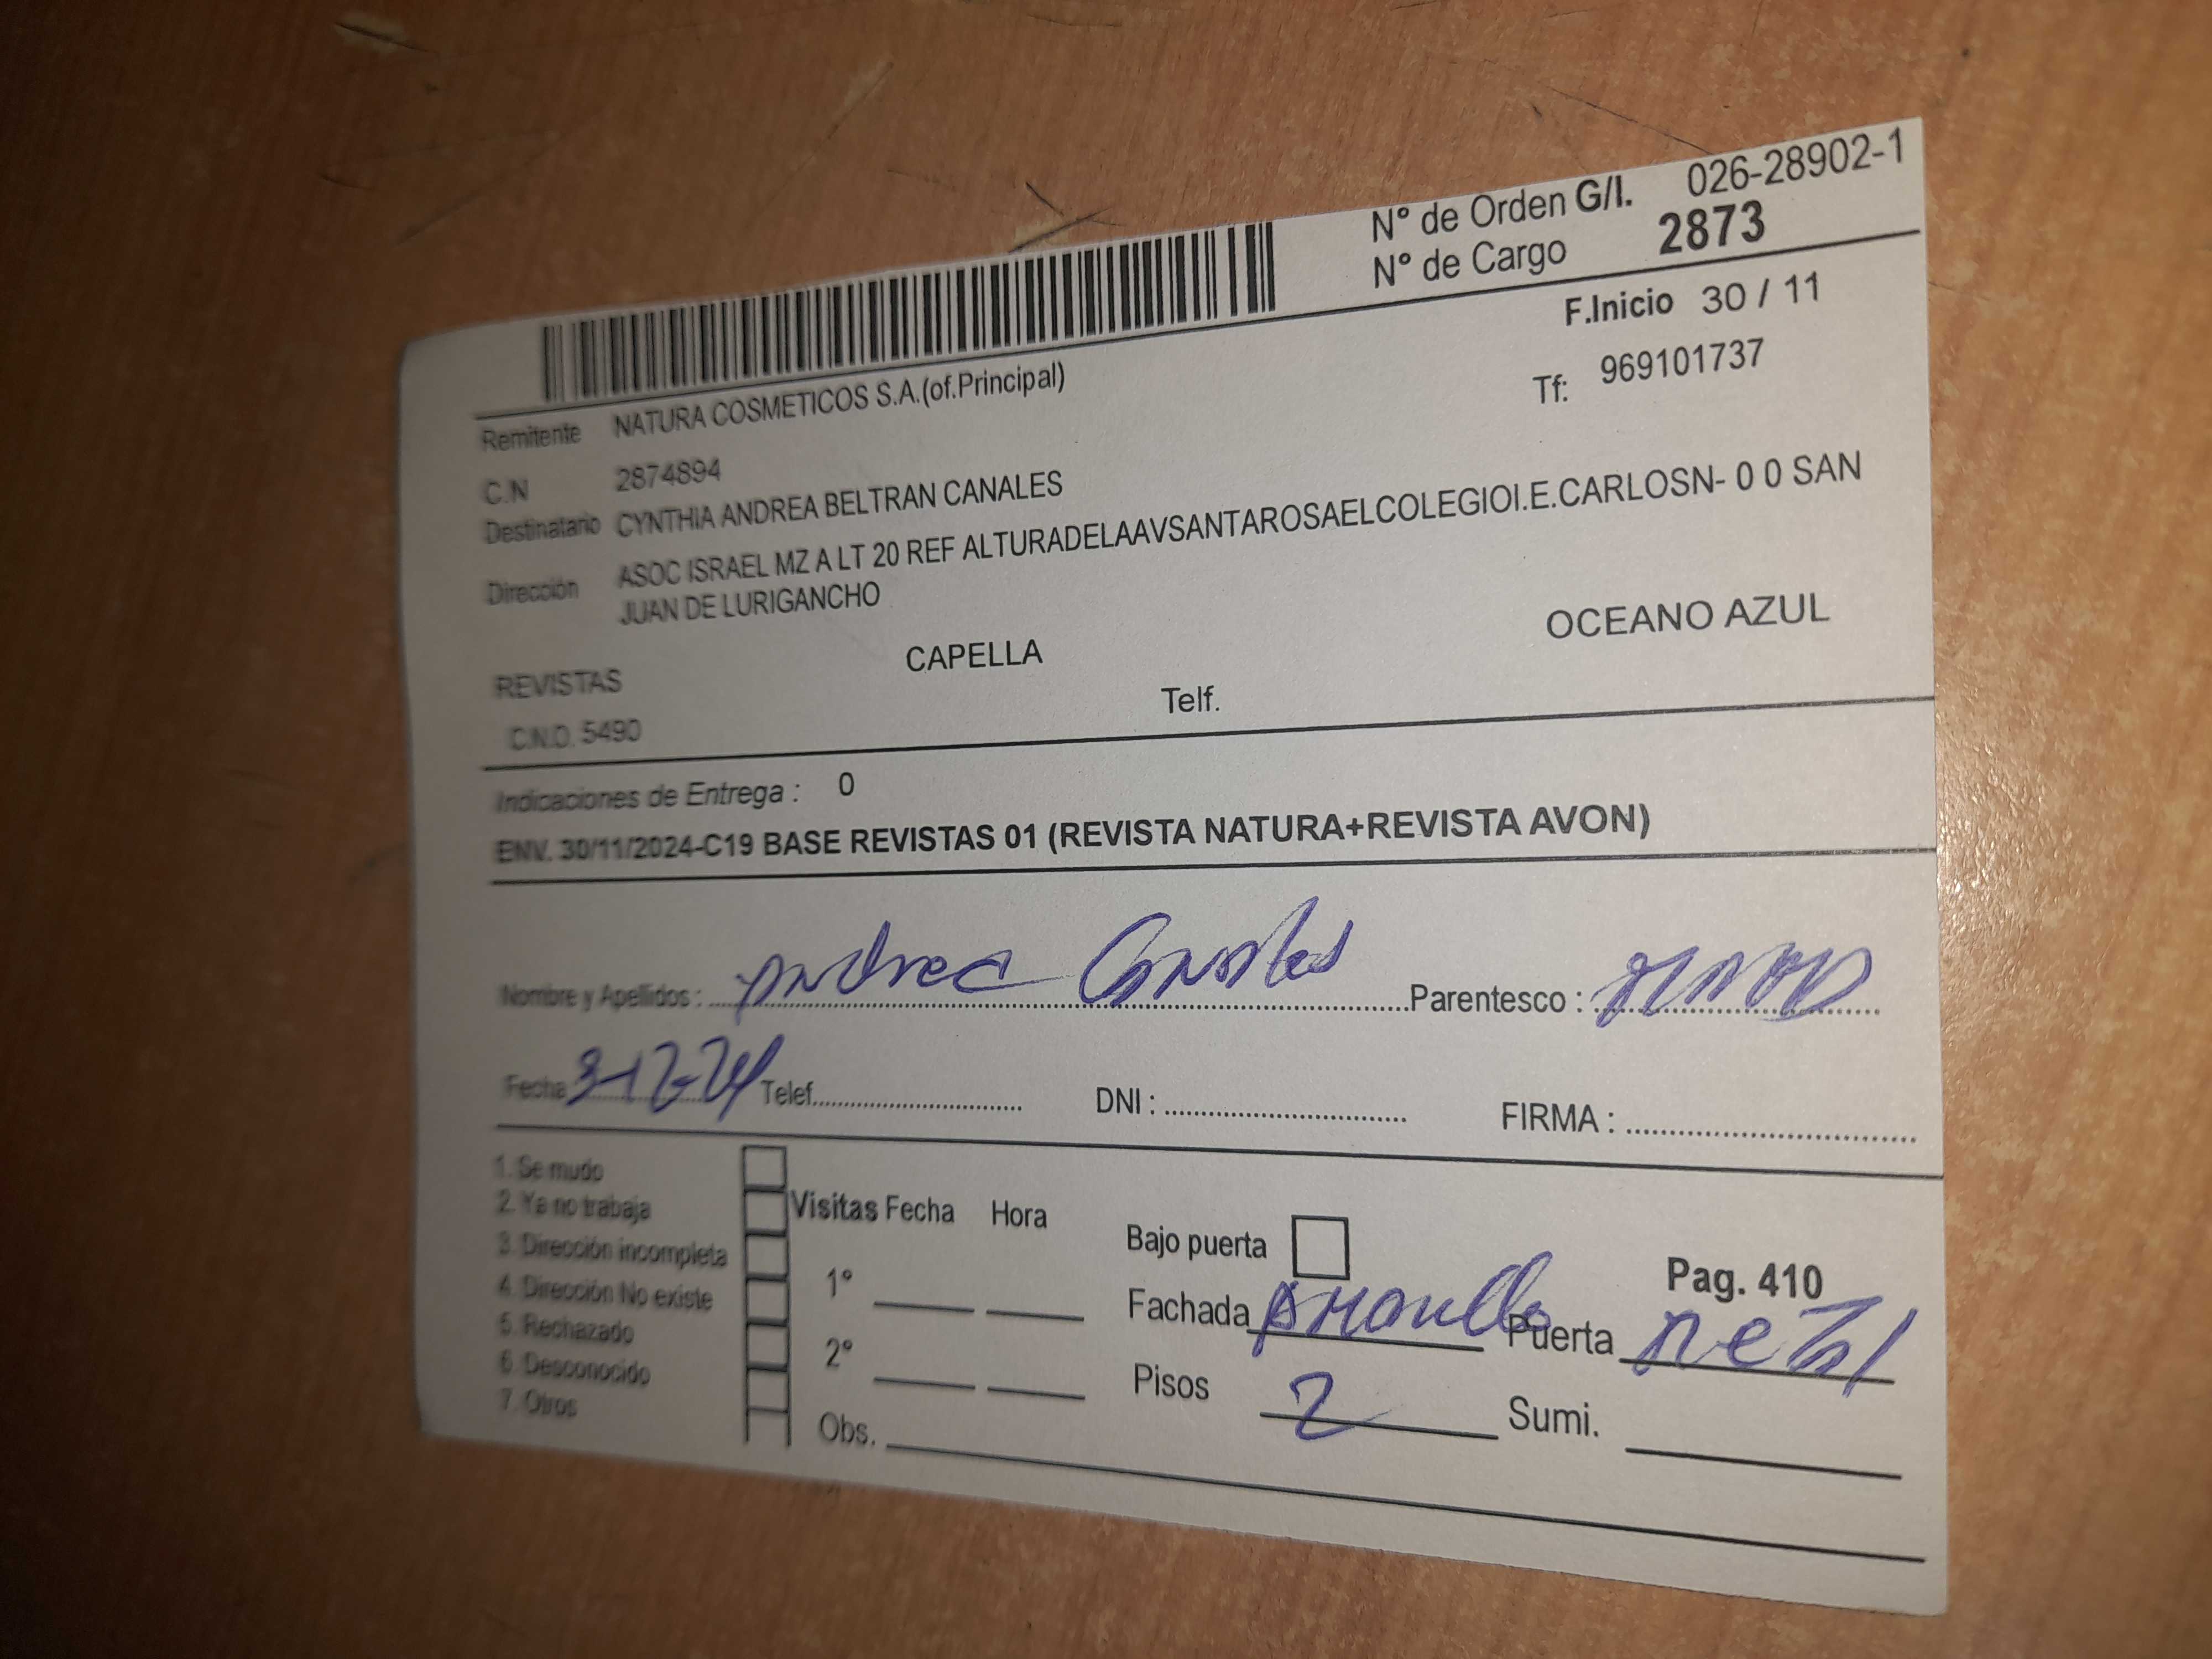 N° de Orden G/I. 026-28902-1
N° de Cargo 2873
F.Inicio 30 / 11
Remitente NATURA COSMETICOS S.A.(of.Principal)
Tf: 969101737
C.N 2874894
Destinatario CYNTHIA ANDREA BELTRAN CANALES
Dirección ASOC ISRAEL MZ A LT 20 REF ALTURADELAAVSANTAROSAELCOLEGIOI.E.CARLOSN- 0 0 SAN
JUAN DE LURIGANCHO
REVISTAS CAPELLA OCEANO AZUL
C.N.D. 5490 Telf.
Indicaciones de Entrega : 0
ENV. 30/11/2024-C19 BASE REVISTAS 01 (REVISTA NATURA+REVISTA AVON)
Nombre y Apellidos : Andrea Canales Parentesco :
Fecha 3-12-24 Telef. DNI : FIRMA :
1. Se mudo
2. Ya no trabaja Visitas Fecha Hora
3. Dirección incompleta Bajo puerta Pag. 410
4. Dirección No existe 1° Fachada Amarillo Puerta Metal
5. Rechazado
6 Desconocido 2° Pisos 2 Sumi.
7. Otros Obs.